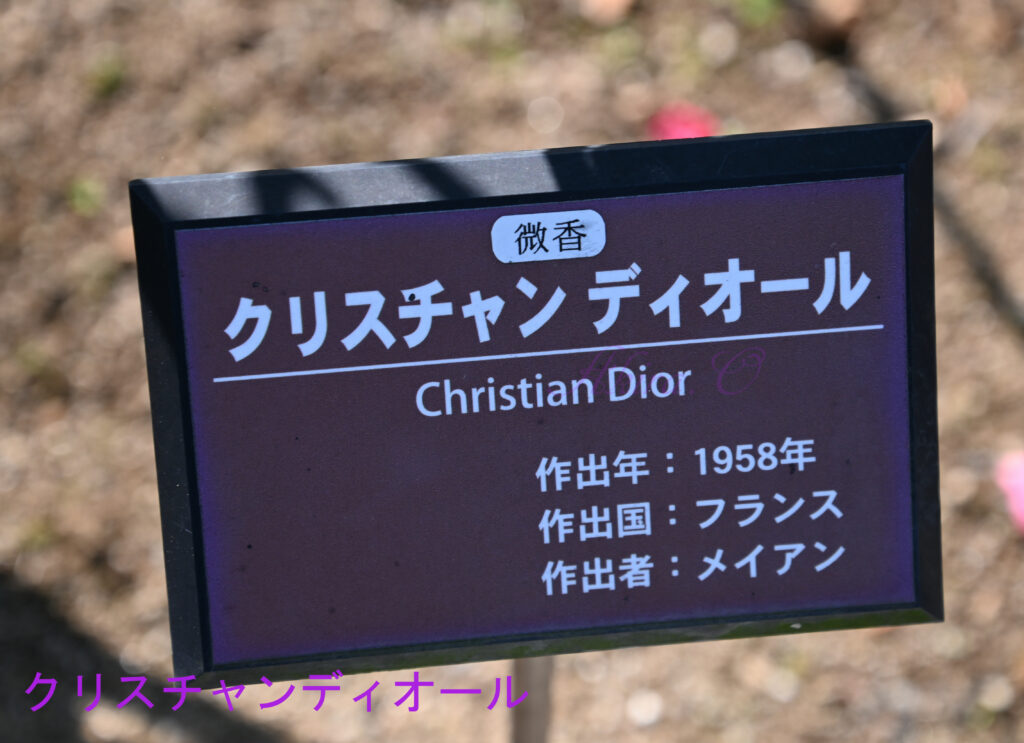 微香
クリスチャン ディオール
Christian Dior
作出年：1958年
作出国：フランス
作出者：メイアン
クリスチャンディオール